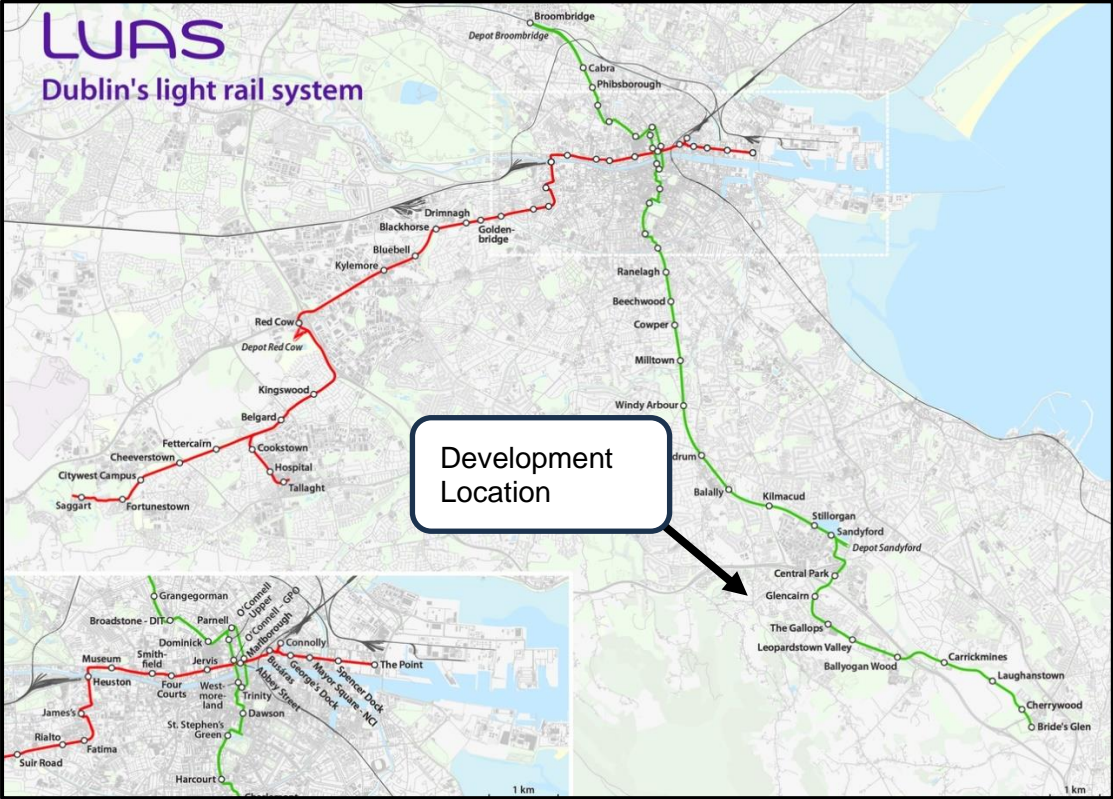 LUAS
Dublin's light rail system
Broombridge
Depot Broombridge
Cabra
Phibsborough
Drimnagh
Blackhorse
Golden-
bridge
Bluebell
Kylemore
Ranelagh
Beechwood
Cowper
Milltown
Windy Arbour
Red Cow
Depot Red Cow
Kingswood
Belgard
Fettercairn
Cookstown
Cheeverstown
Hospital
Citywest Campus
Tallaght
Saggart
Fortunestown
Development
Location
drum
Balally
Kilmacud
Stillorgan
Sandyford
Depot Sandyford
Central Park
Glencairn
The Gallops
Leopardstown Valley
Ballyogan Wood
Carrickmines
Laughanstown
Cherrywood
Bride's Glen
1 km
Grangegorman
Broadstone - DIT
Parnell
O'Connell
Upper
O'Connell - GPO
Marlborough
Dominick
Connolly
Museum
Smith-
field
Jervis
The Point
Heuston
Four
Courts
West-
more-
land
Trinity
Abbey Street
Busáras
George's Dock
Mayor Square - NCI
Spencer Dock
James's
St. Stephen's
Green
Dawson
Rialto
Fatima
Suir Road
Harcourt
1 km